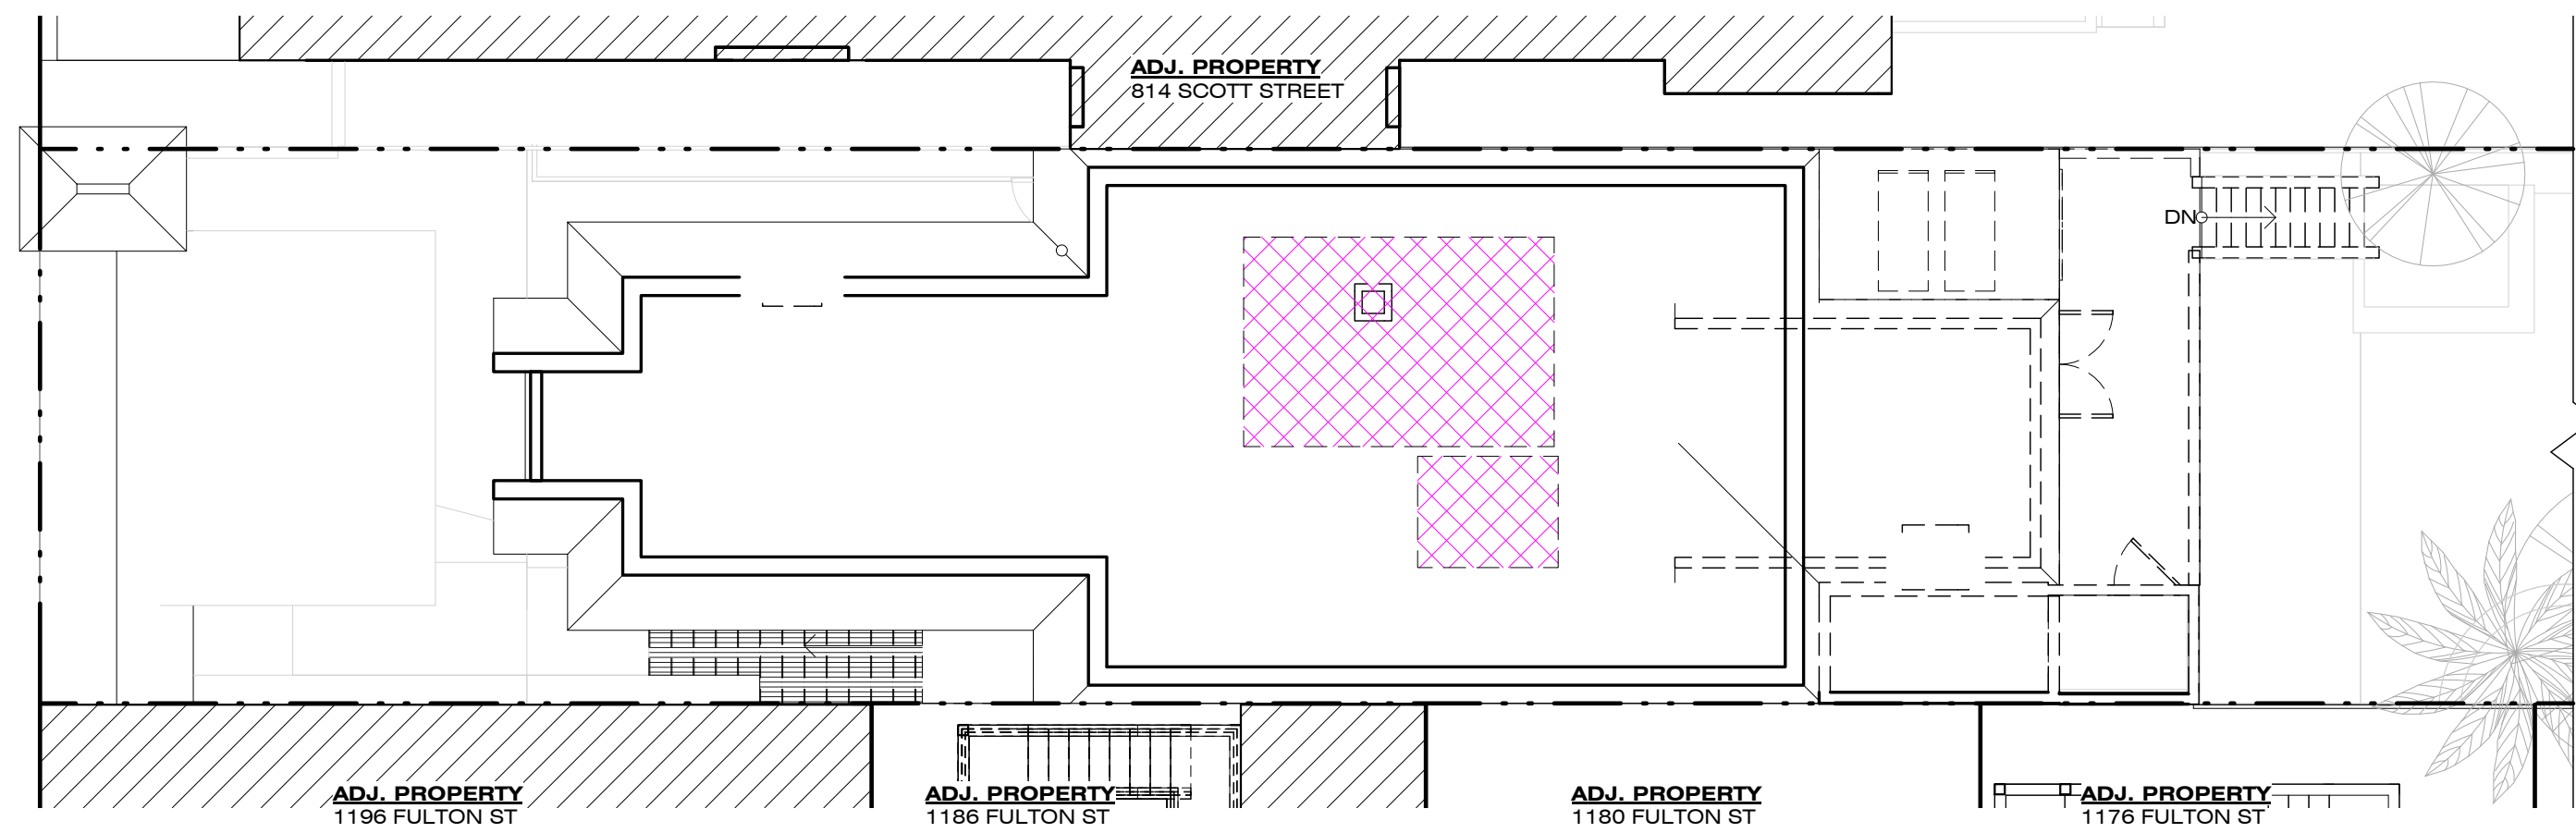 ADJ. PROPERTY
814 SCOTT STREET
DN
ADJ. PROPERTY
1196 FULTON ST
ADJ. PROPERTY
1186 FULTON ST
ADJ. PROPERTY
1180 FULTON ST
ADJ. PROPERTY
1176 FULTON ST